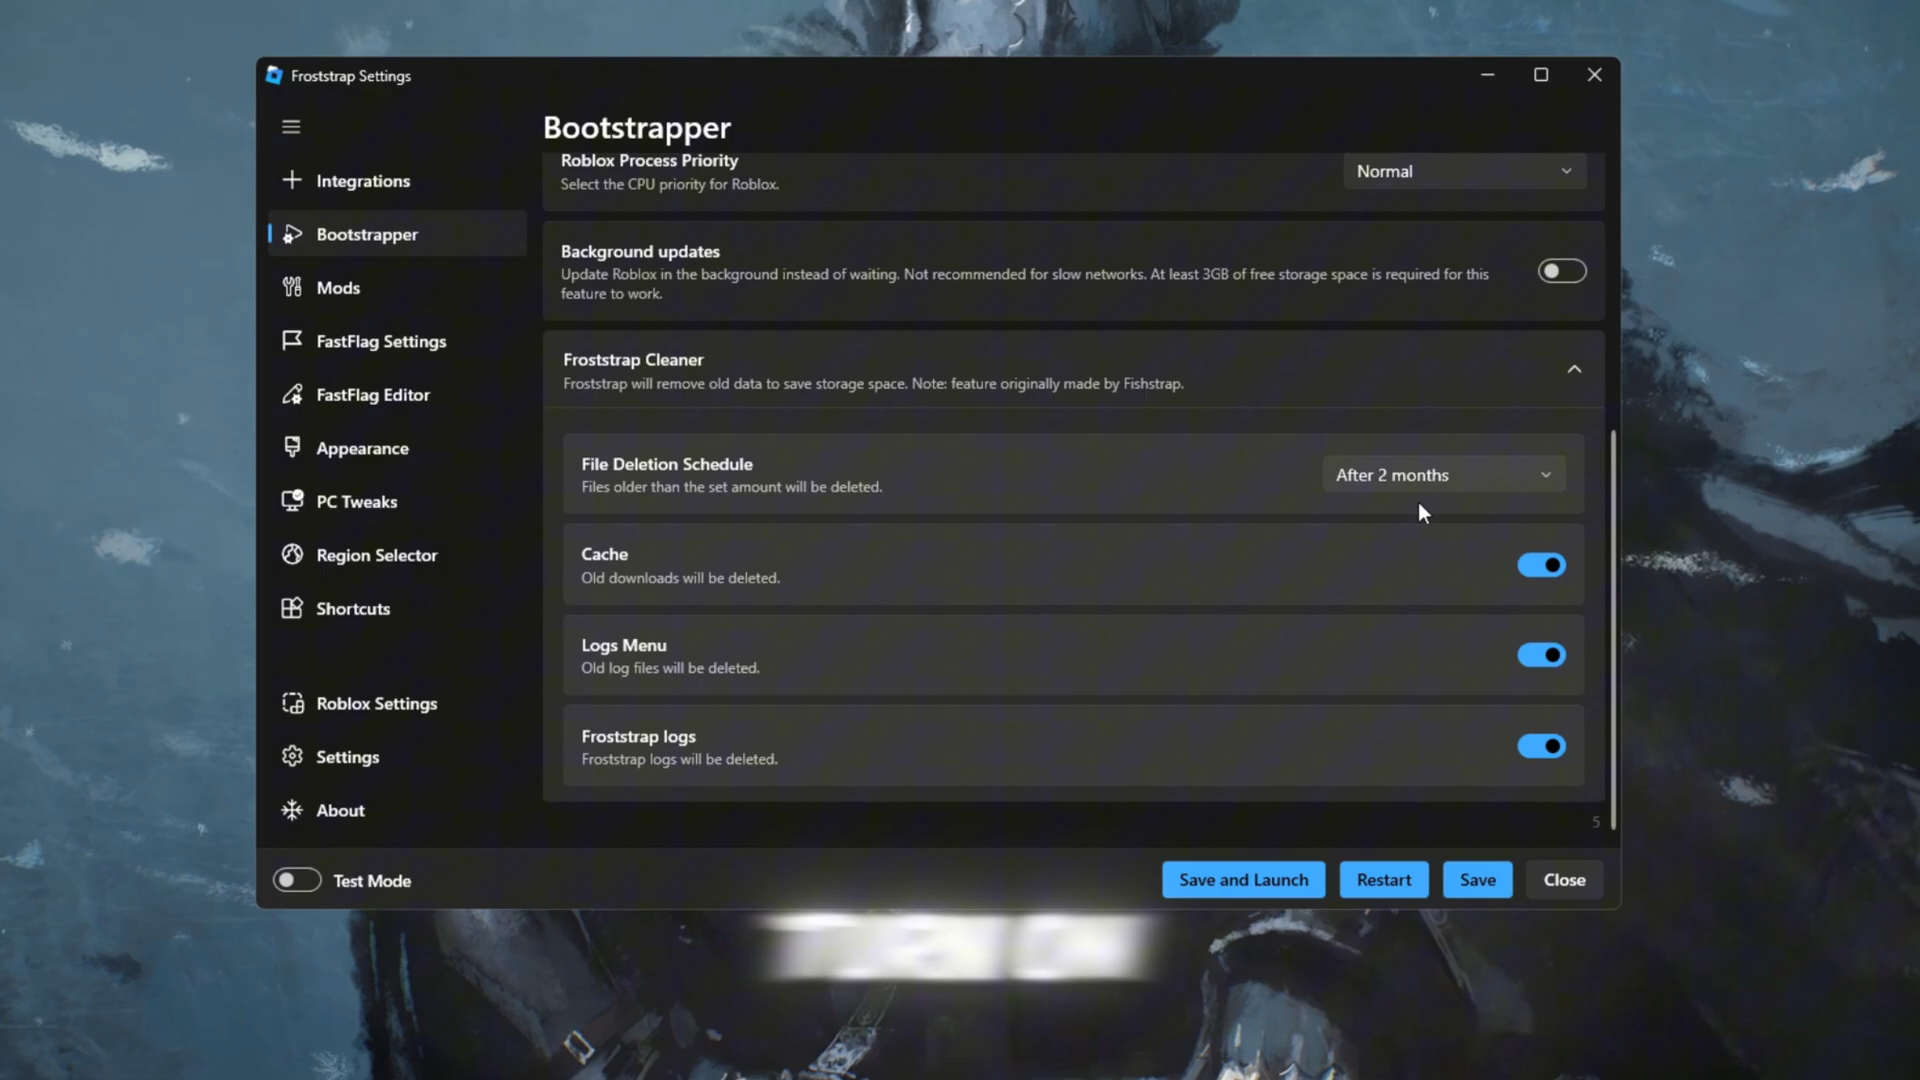 Froststrap Settings
Bootstrapper
Integrations
Bootstrapper
Mods
FastFlag Settings
FastFlag Editor
Appearance
PC Tweaks
Region Selector
Shortcuts
Roblox Settings
Settings
About
Roblox Process Priority
Select the CPU priority for Roblox.
Normal
Background updates
Update Roblox in the background instead of waiting. Not recommended for slow networks. At least 3GB of free storage space is required for this
feature to work.
Froststrap Cleaner
Froststrap will remove old data to save storage space. Note: feature originally made by Fishstrap.
File Deletion Schedule
Files older than the set amount will be deleted.
After 2 months
Cache
Old downloads will be deleted.
Logs Menu
Old log files will be deleted.
Froststrap logs
Froststrap logs will be deleted.
5
Test Mode
Save and Launch
Restart
Save
Close